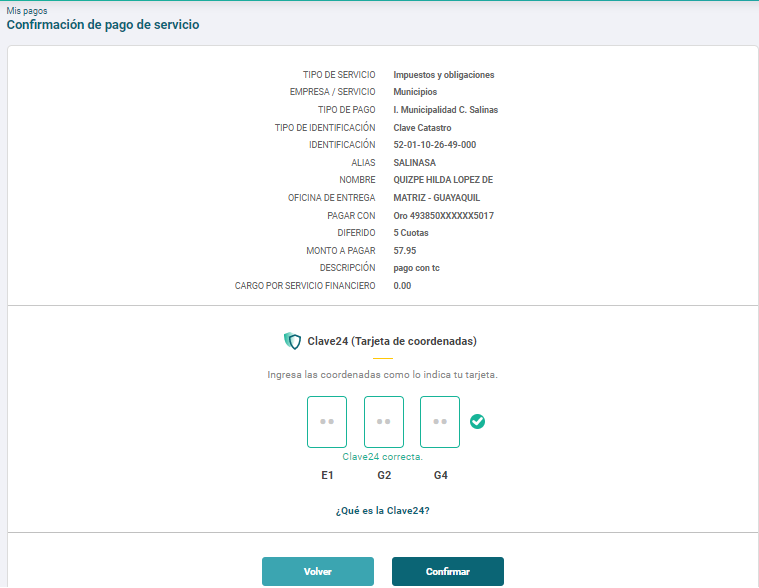 Mis pagos
Confirmación de pago de servicio
TIPO DE SERVICIO Impuestos y obligaciones
EMPRESA / SERVICIO Municipios
TIPO DE PAGO I. Municipalidad C. Salinas
TIPO DE IDENTIFICACIÓN Clave Catastro
IDENTIFICACIÓN 52-01-10-26-49-000
ALIAS SALINASA
NOMBRE QUIZPE HILDA LOPEZ DE
OFICINA DE ENTREGA MATRIZ - GUAYAQUIL
PAGAR CON Oro 493850XXXXXX5017
DIFERIDO 5 Cuotas
MONTO A PAGAR 57.95
DESCRIPCIÓN pago con tc
CARGO POR SERVICIO FINANCIERO 0.00
Clave24 (Tarjeta de coordenadas)
Ingresa las coordenadas como lo indica tu tarjeta.
Clave24 correcta.
E1 G2 G4
¿Qué es la Clave24?
Volver Confirmar